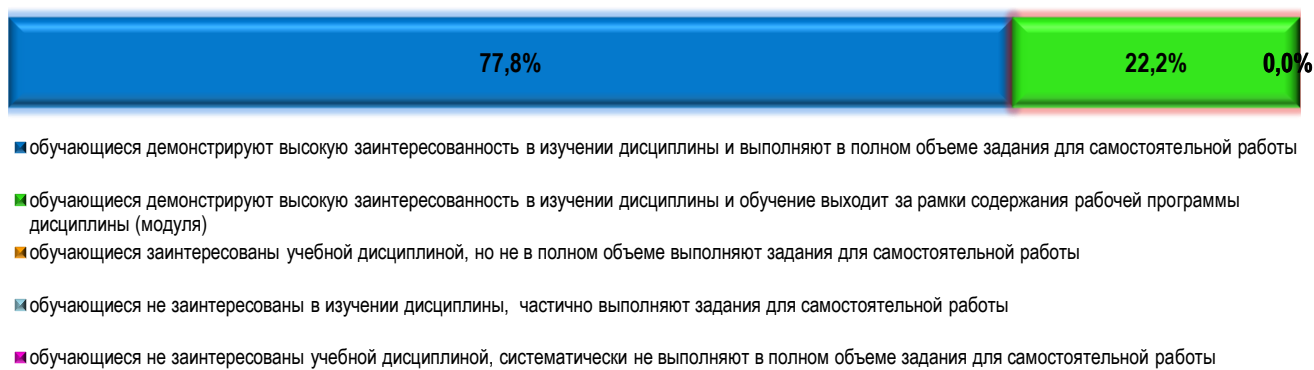 77,8% 22,2% 0,0%
обучающиеся демонстрируют высокую заинтересованность в изучении дисциплины и выполняют в полном объеме задания для самостоятельной работы
обучающиеся демонстрируют высокую заинтересованность в изучении дисциплины и обучение выходит за рамки содержания рабочей программы
дисциплины (модуля)
обучающиеся заинтересованы учебной дисциплиной, но не в полном объеме выполняют задания для самостоятельной работы
обучающиеся не заинтересованы в изучении дисциплины, частично выполняют задания для самостоятельной работы
обучающиеся не заинтересованы учебной дисциплиной, систематически не выполняют в полном объеме задания для самостоятельной работы